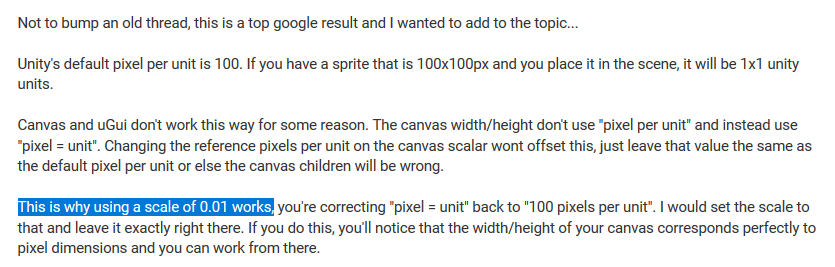 Not to bump an old thread, this is a top google result and I wanted to add to the topic...
Unity's default pixel per unit is 100. If you have a sprite that is 100x100px and you place it in the scene, it will be 1x1 unity
units.
Canvas and uGui don't work this way for some reason. The canvas width/height don't use "pixel per unit" and instead use
"pixel = unit". Changing the reference pixels per unit on the canvas scalar wont offset this, just leave that value the same as
the default pixel per unit or else the canvas children will be wrong.
This is why using a scale of 0.01 works, you're correcting "pixel = unit" back to "100 pixels per unit". I would set the scale to
that and leave it exactly right there. If you do this, you'll notice that the width/height of your canvas corresponds perfectly to
pixel dimensions and you can work from there.